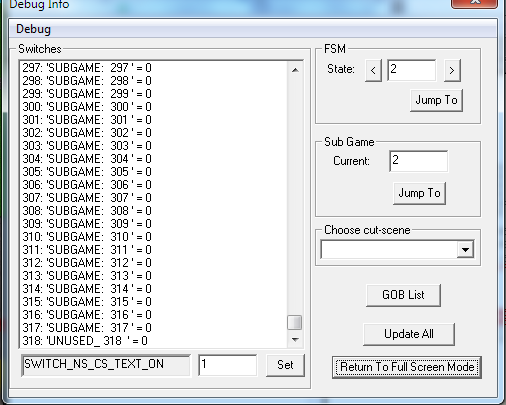 Debug Info
Debug
Switches
297: 'SUBGAME: 297 ' = 0
298: 'SUBGAME: 298 ' = 0
299: 'SUBGAME: 299 ' = 0
300: 'SUBGAME: 300 ' = 0
301: 'SUBGAME: 301 ' = 0
302: 'SUBGAME: 302 ' = 0
303: 'SUBGAME: 303 ' = 0
304: 'SUBGAME: 304 ' = 0
305: 'SUBGAME: 305 ' = 0
306: 'SUBGAME: 306 ' = 0
307: 'SUBGAME: 307 ' = 0
308: 'SUBGAME: 308 ' = 0
309: 'SUBGAME: 309 ' = 0
310: 'SUBGAME: 310 ' = 0
311: 'SUBGAME: 311 ' = 0
312: 'SUBGAME: 312 ' = 0
313: 'SUBGAME: 313 ' = 0
314: 'SUBGAME: 314 ' = 0
315: 'SUBGAME: 315 ' = 0
316: 'SUBGAME: 316 ' = 0
317: 'SUBGAME: 317 ' = 0
318: 'UNUSED_ 318 ' = 0
SWITCH_NS_CS_TEXT_ON 1 Set
FSM
State: < 2 >
Jump To
Sub Game
Current: 2
Jump To
Choose cut-scene
GOB List
Update All
Return To Full Screen Mode